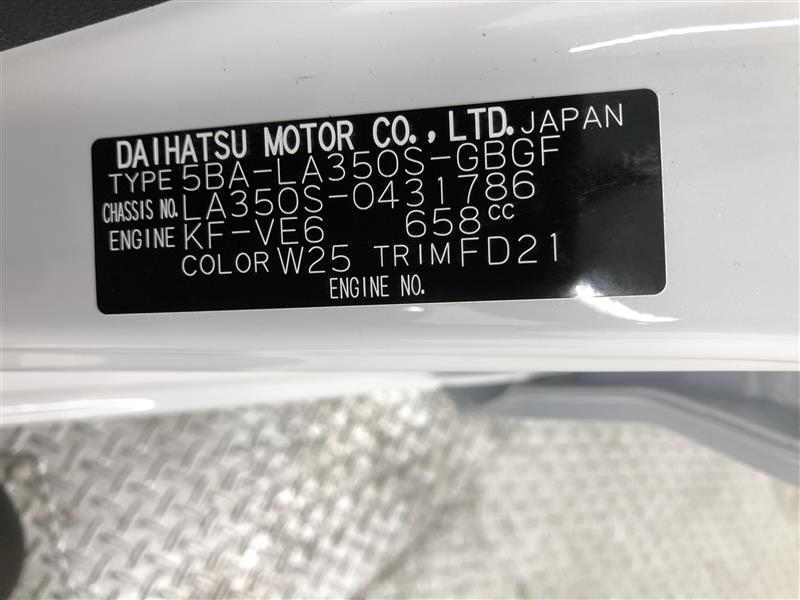 DAIHATSU MOTOR CO., LTD. JAPAN
TYPE 5BA-LA350S-GBGF
CHASSIS NO. LA350S-0431786
ENGINE KF-VE6 658CC
COLOR W25 TRIM FD21
ENGINE NO.